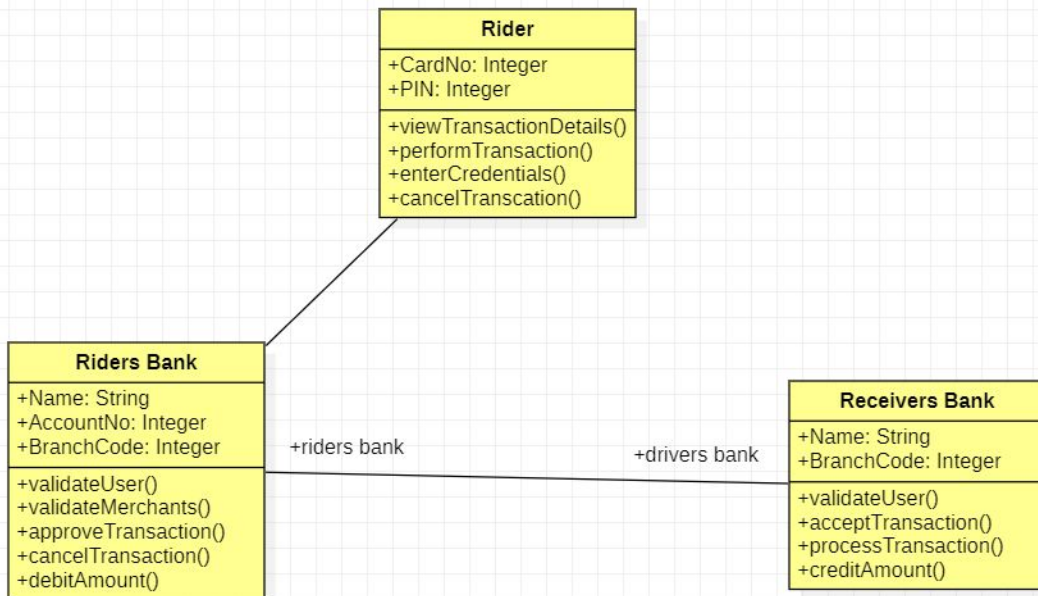 Rider
+CardNo: Integer
+PIN: Integer
+viewTransactionDetails()
+performTransaction()
+enterCredentials()
+cancelTranscation()
Riders Bank
+Name: String
+AccountNo: Integer
+BranchCode: Integer
+validateUser()
+validateMerchants()
+approveTransaction()
+cancelTransaction()
+debitAmount()
+riders bank
+drivers bank
Receivers Bank
+Name: String
+BranchCode: Integer
+validateUser()
+acceptTransaction()
+processTransaction()
+creditAmount()